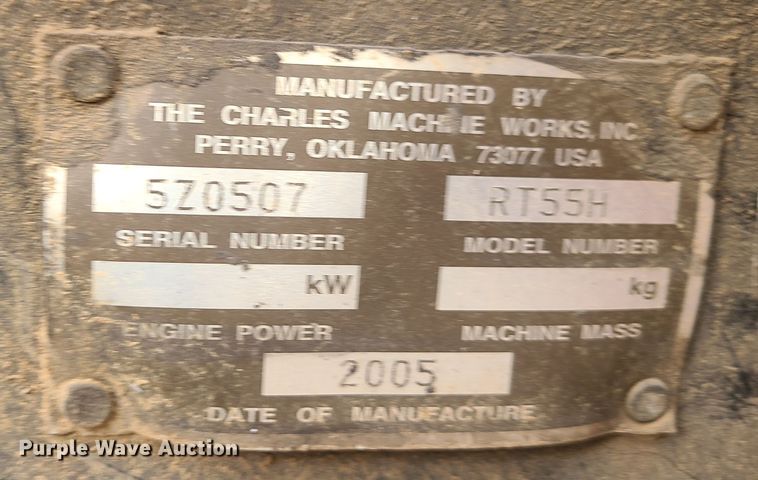 MANUFACTURED BY
THE CHARLES MACHINE WORKS, INC
PERRY, OKLAHOMA 73077 USA
5Z0507 RT55H
SERIAL NUMBER MODEL NUMBER
kW kg
ENGINE POWER MACHINE MASS
2005
DATE OF MANUFACTURE
Purple Wave Auction